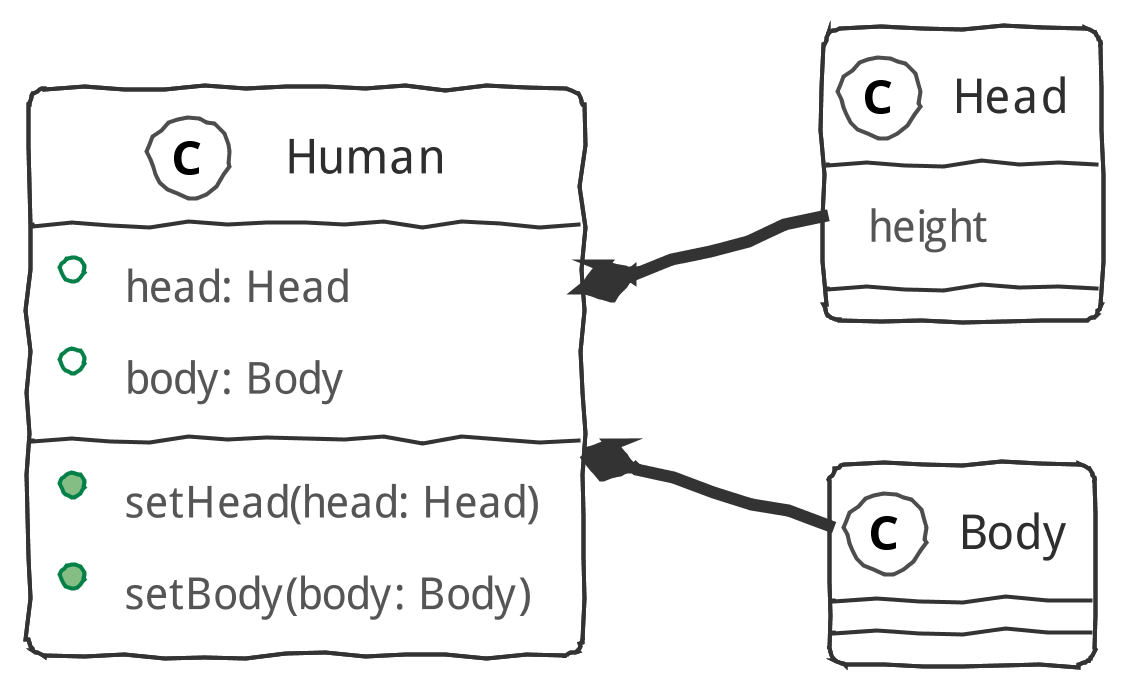 C Human
head: Head
body: Body
setHead(head: Head)
setBody(body: Body)
C Head
height
C Body